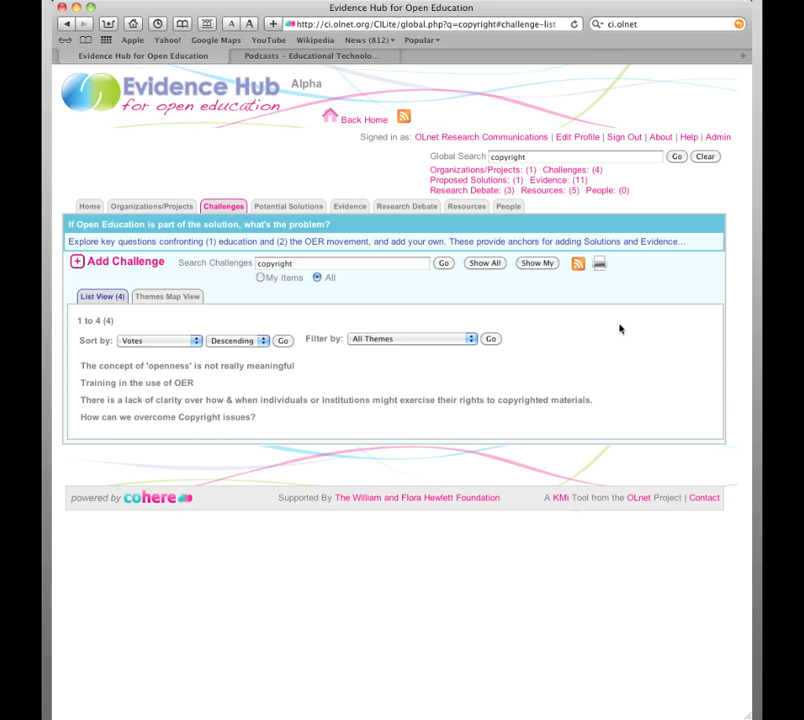 Evidence Hub for Open Education
A A + http://ci.olnet.org/CILite/global.php?q=copyright#challenge-list ci.olnet
Apple Yahoo! Google Maps YouTube Wikipedia News (812) Popular
Evidence Hub for Open Education Podcasts – Educational Technolo...
Evidence Hub Alpha
for open education
Back Home
Signed in as: OLnet Research Communications | Edit Profile | Sign Out | About | Help | Admin
Global Search copyright Go Clear
Organizations/Projects: (1) Challenges: (4)
Proposed Solutions: (1) Evidence: (11)
Research Debate: (3) Resources: (5) People: (0)
Home Organizations/Projects Challenges Potential Solutions Evidence Research Debate Resources People
If Open Education is part of the solution, what's the problem?
Explore key questions confronting (1) education and (2) the OER movement, and add your own. These provide anchors for adding Solutions and Evidence...
+ Add Challenge Search Challenges copyright Go Show All Show My
My Items All
List View (4) Themes Map View
1 to 4 (4)
Sort by: Votes Descending Go Filter by: All Themes Go
The concept of 'openness' is not really meaningful
Training in the use of OER
There is a lack of clarity over how & when individuals or institutions might exercise their rights to copyrighted materials.
How can we overcome Copyright issues?
powered by cohere Supported By The William and Flora Hewlett Foundation A KMi Tool from the OLnet Project | Contact